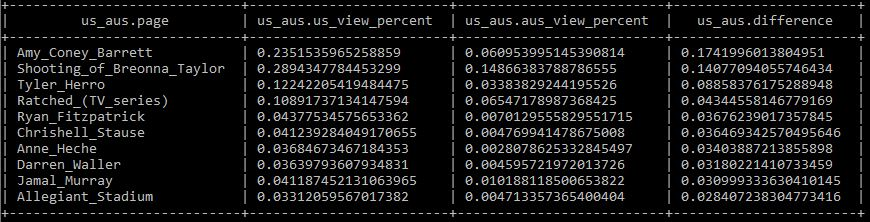 us_aus.page | us_aus.us_view_percent | us_aus.aus_view_percent | us_aus.difference
Amy_Coney_Barrett | 0.2351535965258859 | 0.060953995145390814 | 0.1741996013804951
Shooting_of_Breonna_Taylor | 0.2894347784453299 | 0.14866383788786555 | 0.14077094055746434
Tyler_Herro | 0.12242205419484475 | 0.03383829244195526 | 0.08858376175288948
Ratched_(TV_series) | 0.10891737134147594 | 0.06547178987368425 | 0.04344558146779169
Ryan_Fitzpatrick | 0.04377534575653362 | 0.0070129555829551715 | 0.03676239017357845
Chrishell_Stause | 0.041239284049170655 | 0.004769941478675008 | 0.036469342570495646
Anne_Heche | 0.03684673467184353 | 0.0028078625332845497 | 0.03403887213855898
Darren_Waller | 0.03639793607934831 | 0.004595721972013726 | 0.03180221410733459
Jamal_Murray | 0.041187452131063965 | 0.010188118500653822 | 0.030999333630410145
Allegiant_Stadium | 0.03312059567017382 | 0.004713357365400404 | 0.028407238304773416